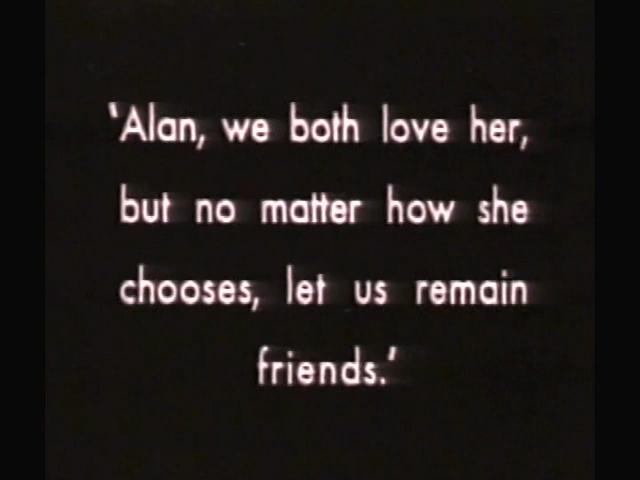 ‘Alan, we both love her,
but no matter how she
chooses, let us remain
friends.’